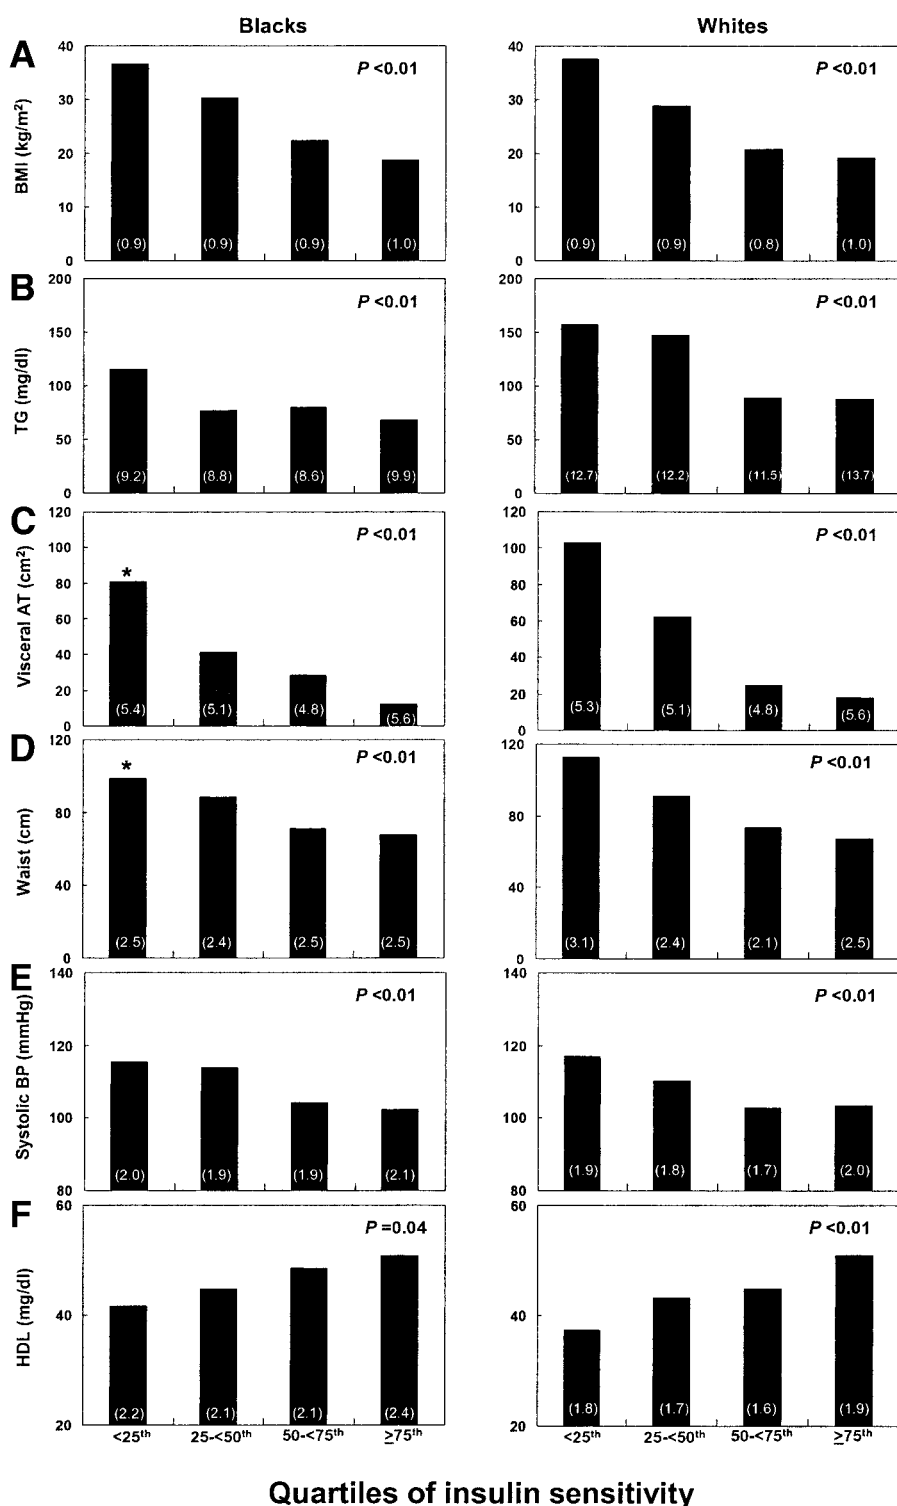 Blacks Whites
A
BMI (kg/m²)
40
30
20
10
0
P <0.01
(0.9) (0.9) (0.9) (1.0)
40
30
20
10
0
P <0.01
(0.9) (0.9) (0.8) (1.0)
B
TG (mg/dl)
200
150
100
50
0
P <0.01
(9.2) (8.8) (8.6) (9.9)
200
150
100
50
0
P <0.01
(12.7) (12.2) (11.5) (13.7)
C
Visceral AT (cm²)
120
100
80
60
40
20
0
P <0.01
*
(5.4) (5.1) (4.8) (5.6)
120
100
80
60
40
20
0
P <0.01
(5.3) (5.1) (4.8) (5.6)
D
Waist (cm)
120
80
40
0
P <0.01
*
(2.5) (2.4) (2.5) (2.5)
120
80
40
0
P <0.01
(3.1) (2.4) (2.1) (2.5)
E
Systolic BP (mmHg)
140
120
100
80
P <0.01
(2.0) (1.9) (1.9) (2.1)
140
120
100
80
P <0.01
(1.9) (1.8) (1.7) (2.0)
F
HDL (mg/dl)
60
40
20
P =0.04
(2.2) (2.1) (2.1) (2.4)
<25th 25-<50th 50-<75th ≥75th
60
40
20
P <0.01
(1.8) (1.7) (1.6) (1.9)
<25th 25-<50th 50-<75th ≥75th
Quartiles of insulin sensitivity